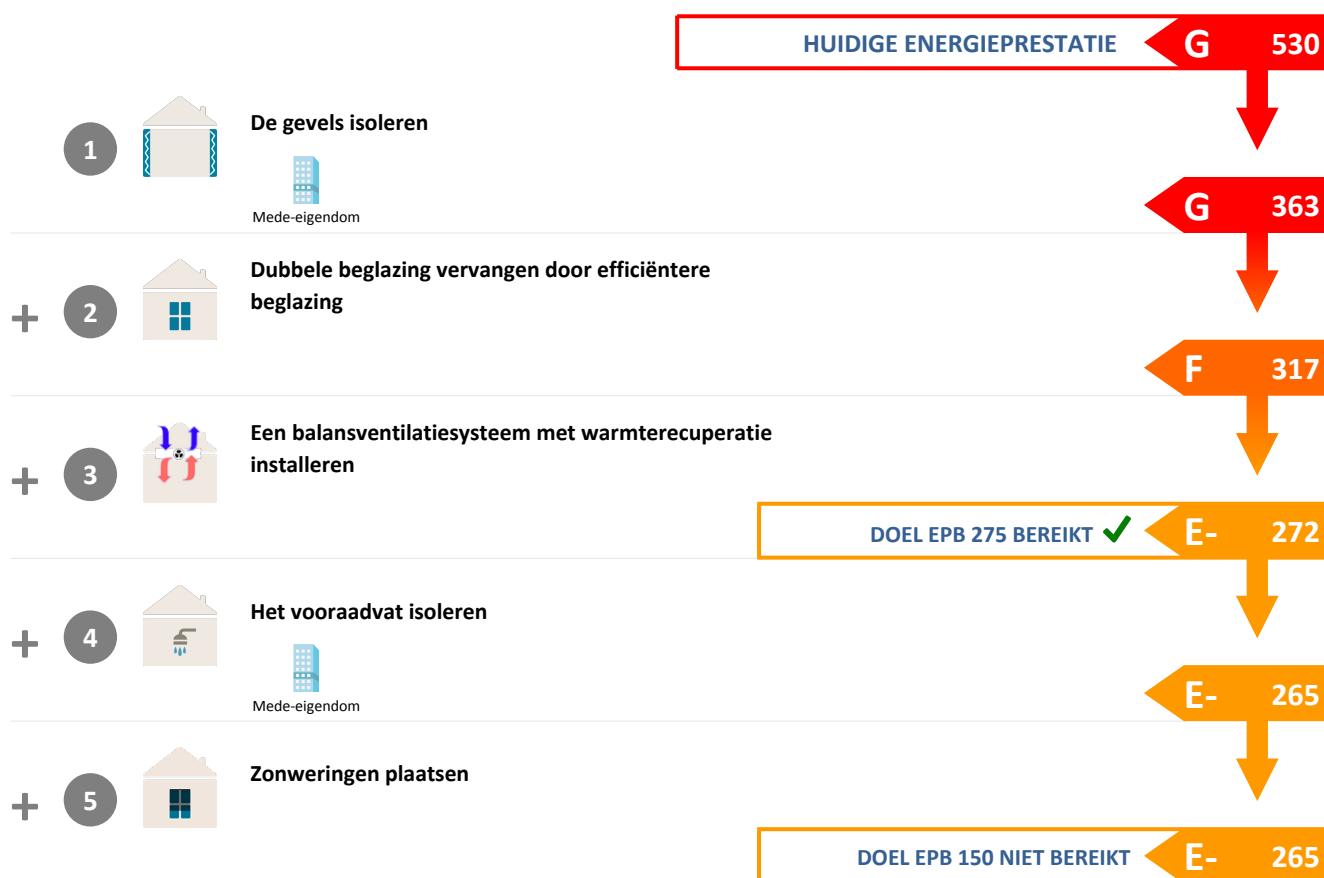 HUIDIGE ENERGIEPRESTATIE G 530
1 De gevels isoleren
Mede-eigendom
G 363
+ 2 Dubbele beglazing vervangen door efficiëntere
beglazing
F 317
+ 3 Een balansventilatiesysteem met warmterecuperatie
installeren
DOEL EPB 275 BEREIKT ✔ E- 272
+ 4 Het vooraadvat isoleren
Mede-eigendom
E- 265
+ 5 Zonweringen plaatsen
DOEL EPB 150 NIET BEREIKT E- 265